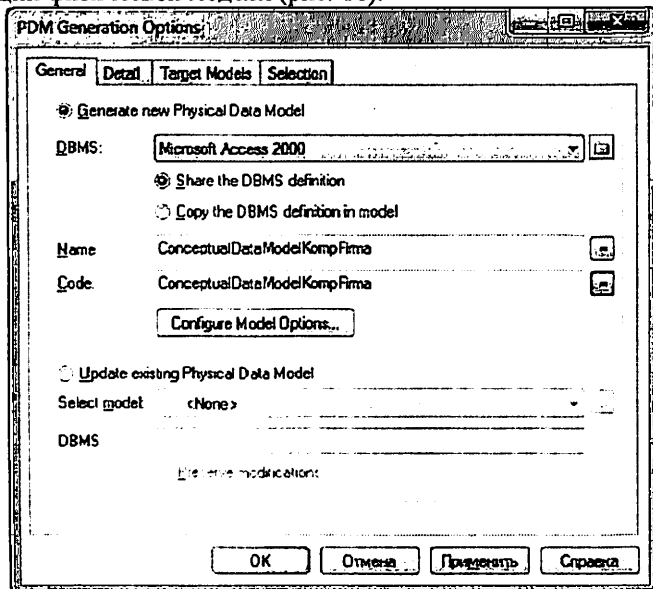 PDM Generation Options
General Detail Target Models Selection
Generate new Physical Data Model
DBMS: Microsoft Access 2000
Share the DBMS definition
Copy the DBMS definition in model
Name ConceptualDataModelKompFirma
Code. ConceptualDataModelKompFirma
Configure Model Options...
Update existing Physical Data Model
Select model: <None>
DBMS
Preserve modifications
OK Отмена Применить Справка